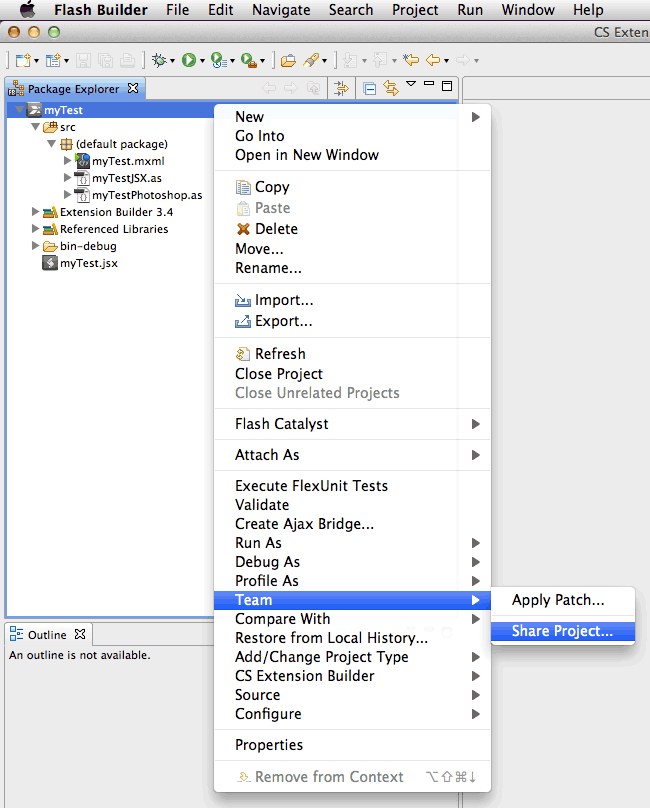 Flash Builder File Edit Navigate Search Project Run Window Help
CS Exten
Package Explorer
myTest
src
(default package)
myTest.mxml
myTestJSX.as
myTestPhotoshop.as
Extension Builder 3.4
Referenced Libraries
bin-debug
myTest.jsx
New
Go Into
Open in New Window
Copy
Paste
Delete
Move...
Rename...
Import...
Export...
Refresh
Close Project
Close Unrelated Projects
Flash Catalyst
Attach As
Execute FlexUnit Tests
Validate
Create Ajax Bridge...
Run As
Debug As
Profile As
Team
Apply Patch...
Share Project...
Compare With
Restore from Local History...
Add/Change Project Type
CS Extension Builder
Source
Configure
Properties
Remove from Context ⌥⇧⌘↓
Outline
An outline is not available.